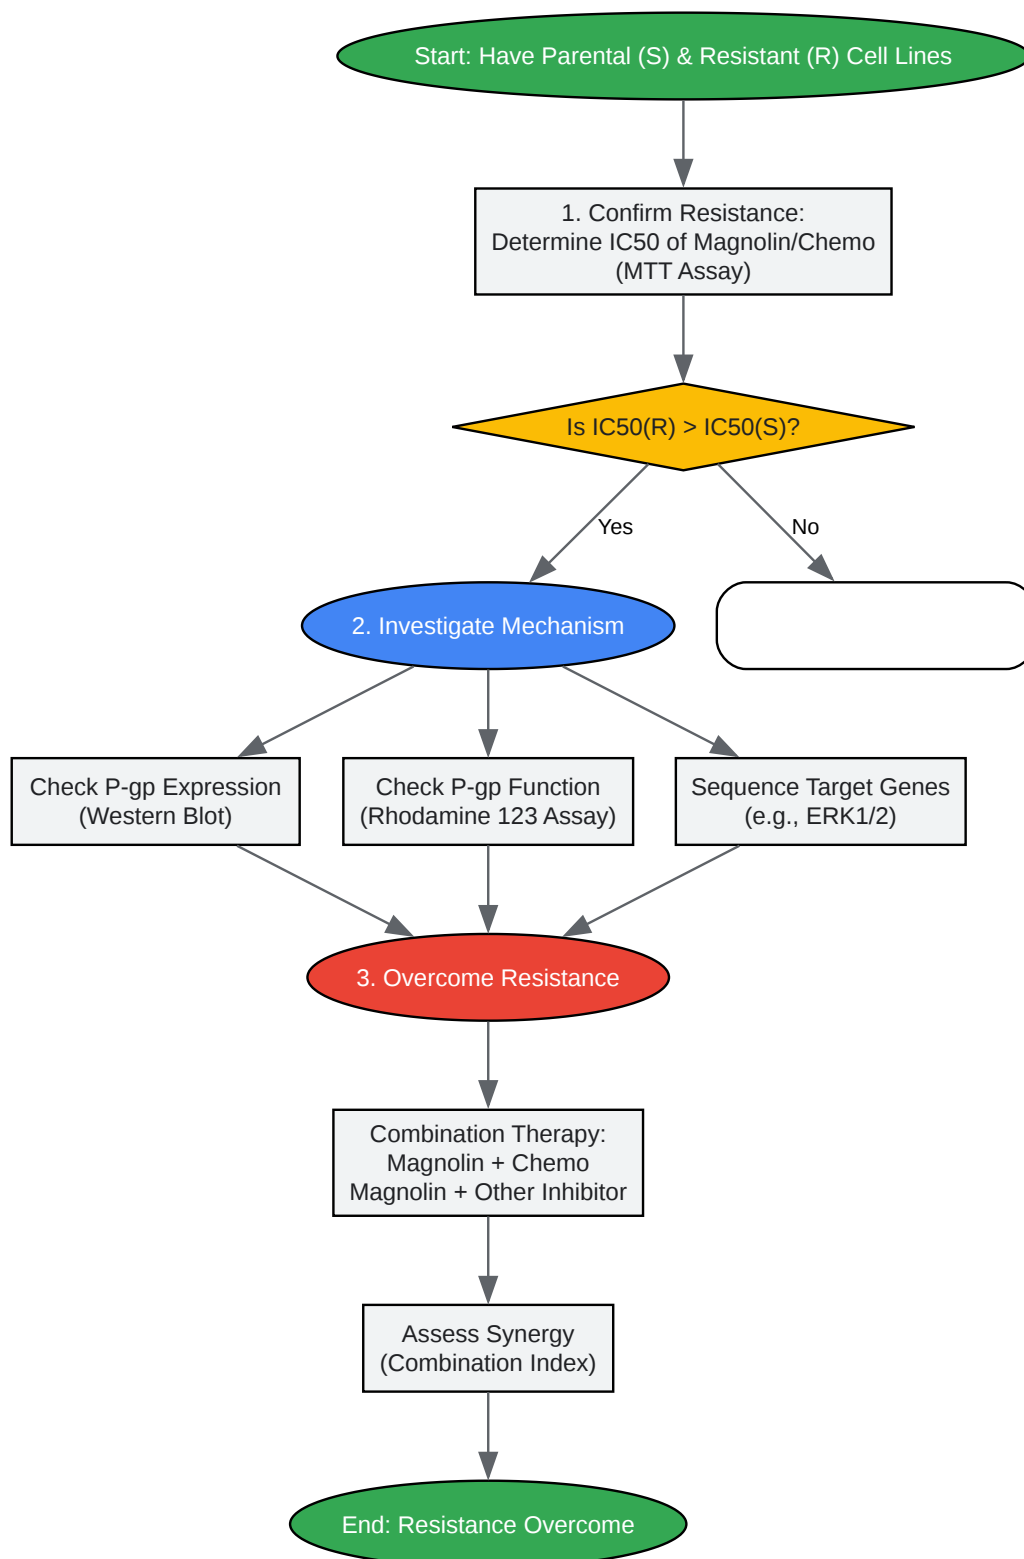 Start: Have Parental (S) & Resistant (R) Cell Lines
1. Confirm Resistance:
Determine IC50 of Magnolin/Chemo
(MTT Assay)
Is IC50(R) > IC50(S)?
Yes
No
2. Investigate Mechanism
Check P-gp Expression
(Western Blot)
Check P-gp Function
(Rhodamine 123 Assay)
Sequence Target Genes
(e.g., ERK1/2)
3. Overcome Resistance
Combination Therapy:
Magnolin + Chemo
Magnolin + Other Inhibitor
Assess Synergy
(Combination Index)
End: Resistance Overcome